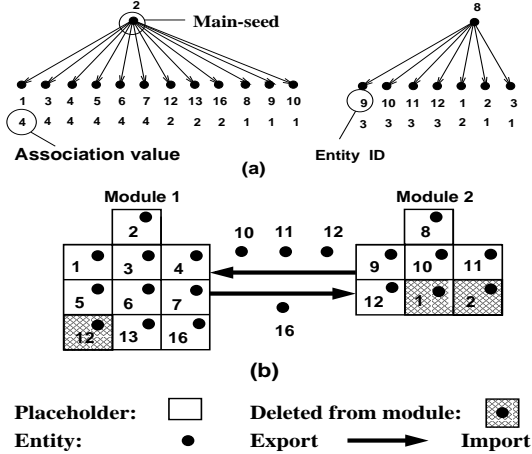 2
Main-seed
8
1 3 4 5 6 7 12 13 16 8 9 10
4 4 4 4 4 4 2 2 2 1 1 1
9 10 11 12 1 2 3
3 3 3 3 2 1 1
Association value
Entity ID
(a)
Module 1
Module 2
2
10 11 12
8
1 3 4
9 10 11
5 6 7
12 1 2
12 13 16
16
(b)
Placeholder:
Deleted from module:
Entity:
Export
Import